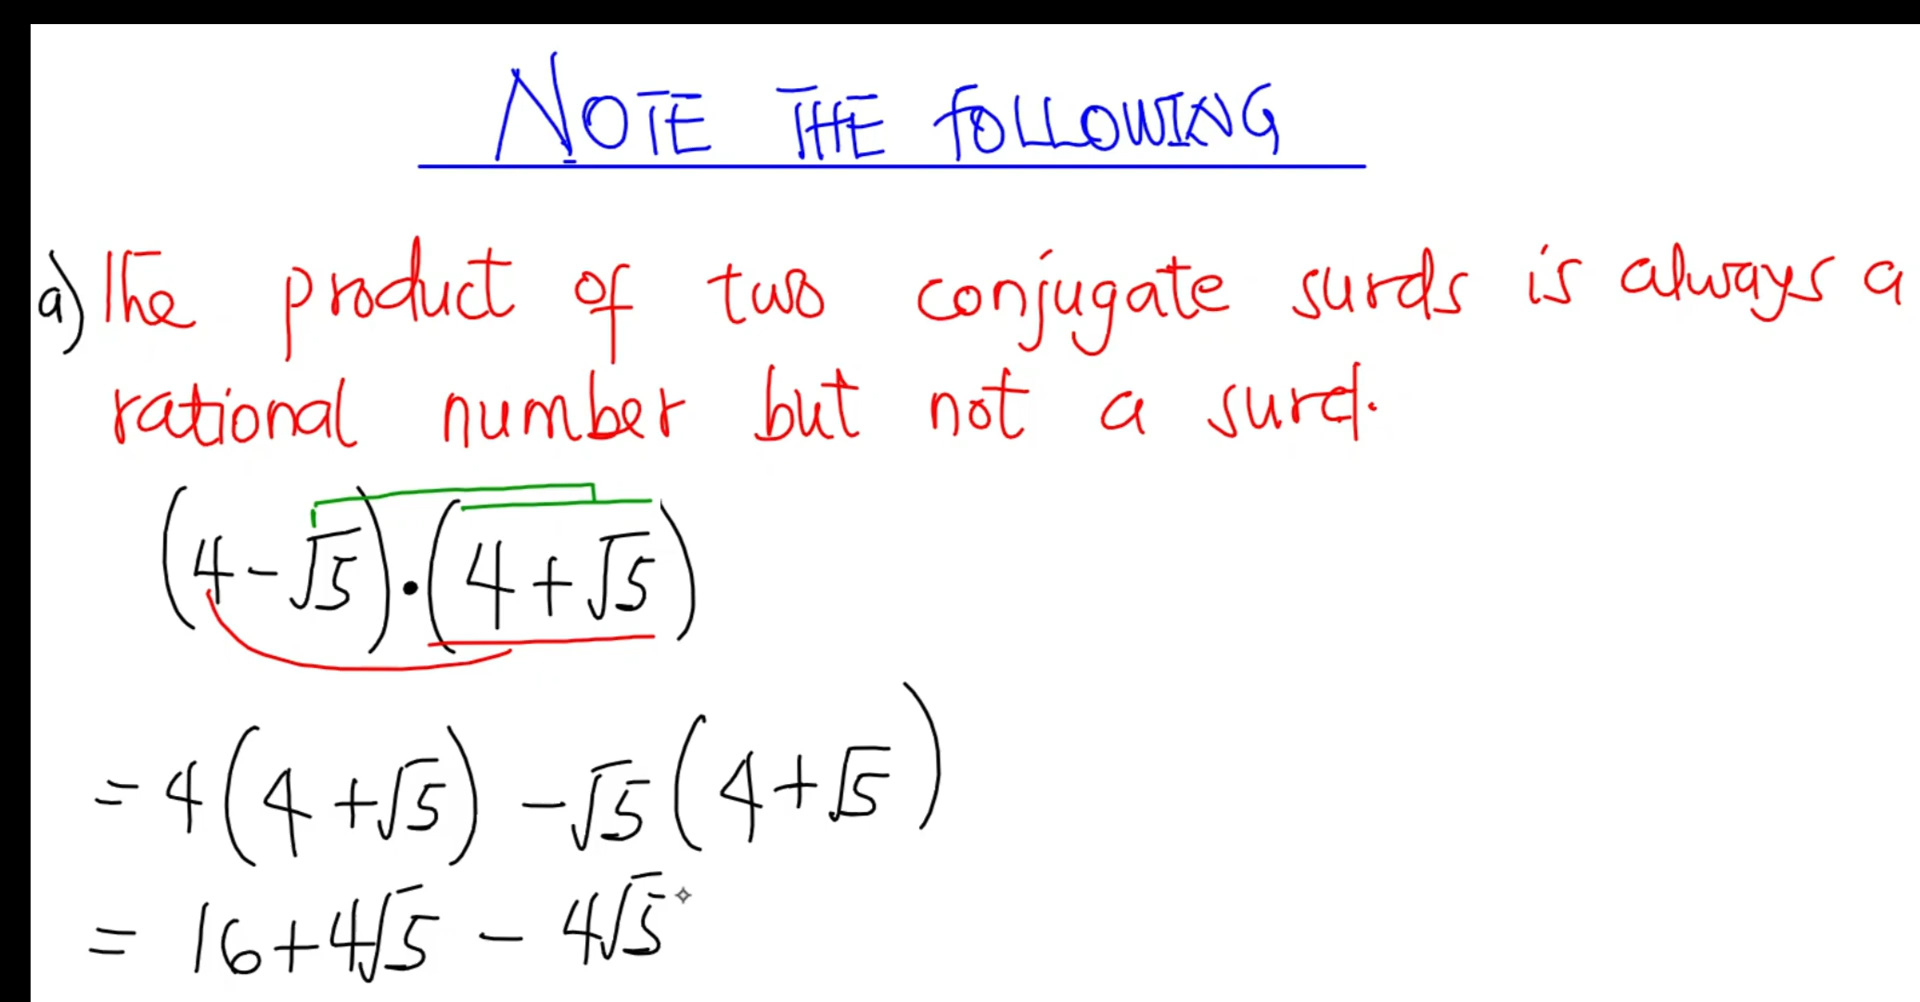 NOTE THE FOLLOWING
a) The product of two conjugate surds is always a
rational number but not a surd.
(4-√5)·(4+√5)
=4(4+√5) -√5(4+√5)
= 16+4√5 - 4√5